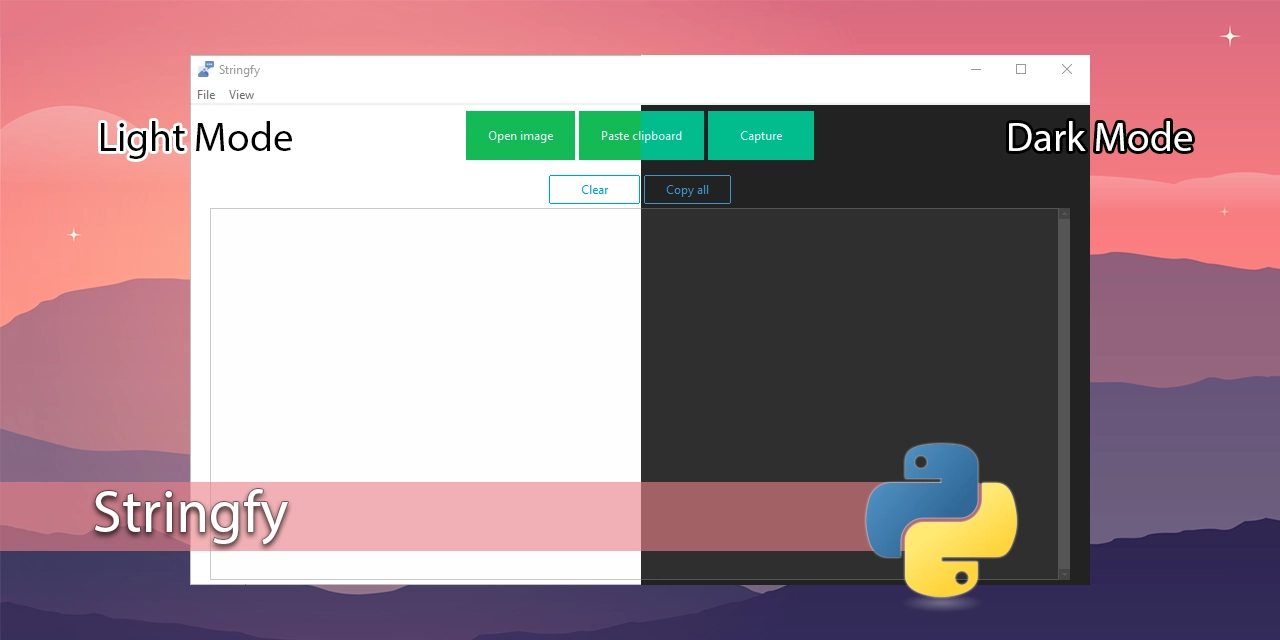 Stringfy
File View
Light Mode
Open image Paste clipboard Capture
Dark Mode
Clear Copy all
Stringfy